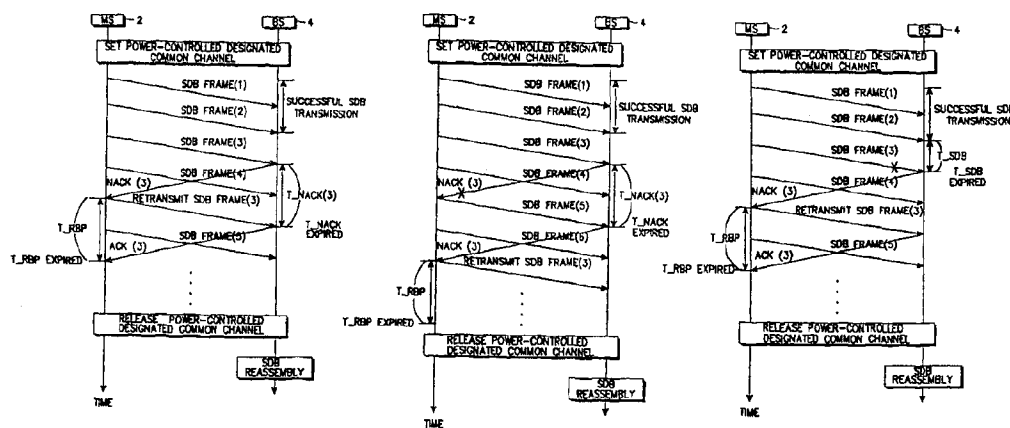 MS 2
BS 4
SET POWER-CONTROLLED DESIGNATED
COMMON CHANNEL
SDB FRAME(1)
SDB FRAME(2)
SUCCESSFUL SDB
TRANSMISSION
SDB FRAME(3)
SDB FRAME(4)
NACK (3)
T_NACK(3)
RETRANSMIT SDB FRAME(3)
T_RBP
T_NACK
EXPIRED
SDB FRAME(5)
ACK (3)
T_RBP EXPIRED
RELEASE POWER-CONTROLLED
DESIGNATED COMMON CHANNEL
SDB
REASSEMBLY
TIME
MS 2
BS 4
SET POWER-CONTROLLED DESIGNATED
COMMON CHANNEL
SDB FRAME(1)
SDB FRAME(2)
SUCCESSFUL SDB
TRANSMISSION
SDB FRAME(3)
SDB FRAME(4)
NACK (3)
T_NACK(3)
SDB FRAME(5)
T_NACK
EXPIRED
SDB FRAME(6)
NACK (3)
RETRANSMIT SDB FRAME(3)
T_RBP
T_RBP EXPIRED
RELEASE POWER-CONTROLLED
DESIGNATED COMMON CHANNEL
SDB
REASSEMBLY
TIME
MS 2
BS 4
SET POWER-CONTROLLED DESIGNATED
COMMON CHANNEL
SDB FRAME(1)
SDB FRAME(2)
SUCCESSFUL SDB
TRANSMISSION
SDB FRAME(3)
T_SDB
T_SDB
EXPIRED
SDB FRAME(4)
NACK (3)
RETRANSMIT SDB FRAME(3)
T_RBP
SDB FRAME(5)
ACK (3)
T_RBP EXPIRED
RELEASE POWER-CONTROLLED
DESIGNATED COMMON CHANNEL
SDB
REASSEMBLY
TIME